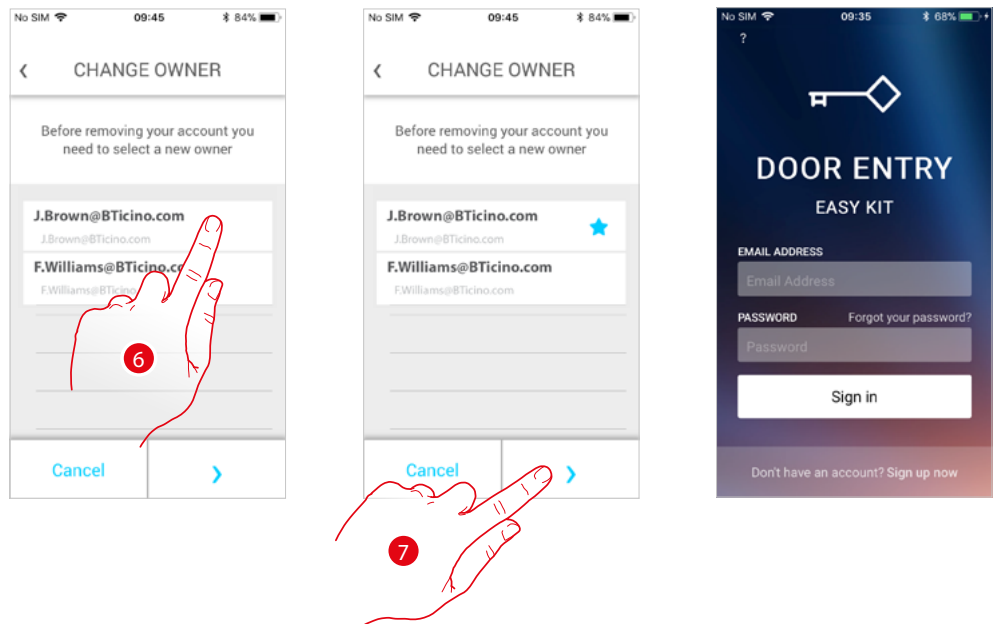 No SIM 09:45 84%
CHANGE OWNER
Before removing your account you
need to select a new owner
J.Brown@BTicino.com
J.Brown@BTicino.com
F.Williams@BTicino.co
F.Williams@BTicino
6
Cancel
No SIM 09:45 84%
CHANGE OWNER
Before removing your account you
need to select a new owner
J.Brown@BTicino.com
J.Brown@BTicino.com
F.Williams@BTicino.com
F.Williams@BTicino.com
Cancel
7
No SIM 09:35 68%
?
DOOR ENTRY
EASY KIT
EMAIL ADDRESS
Email Address
PASSWORD Forgot your password?
Password
Sign in
Don't have an account? Sign up now